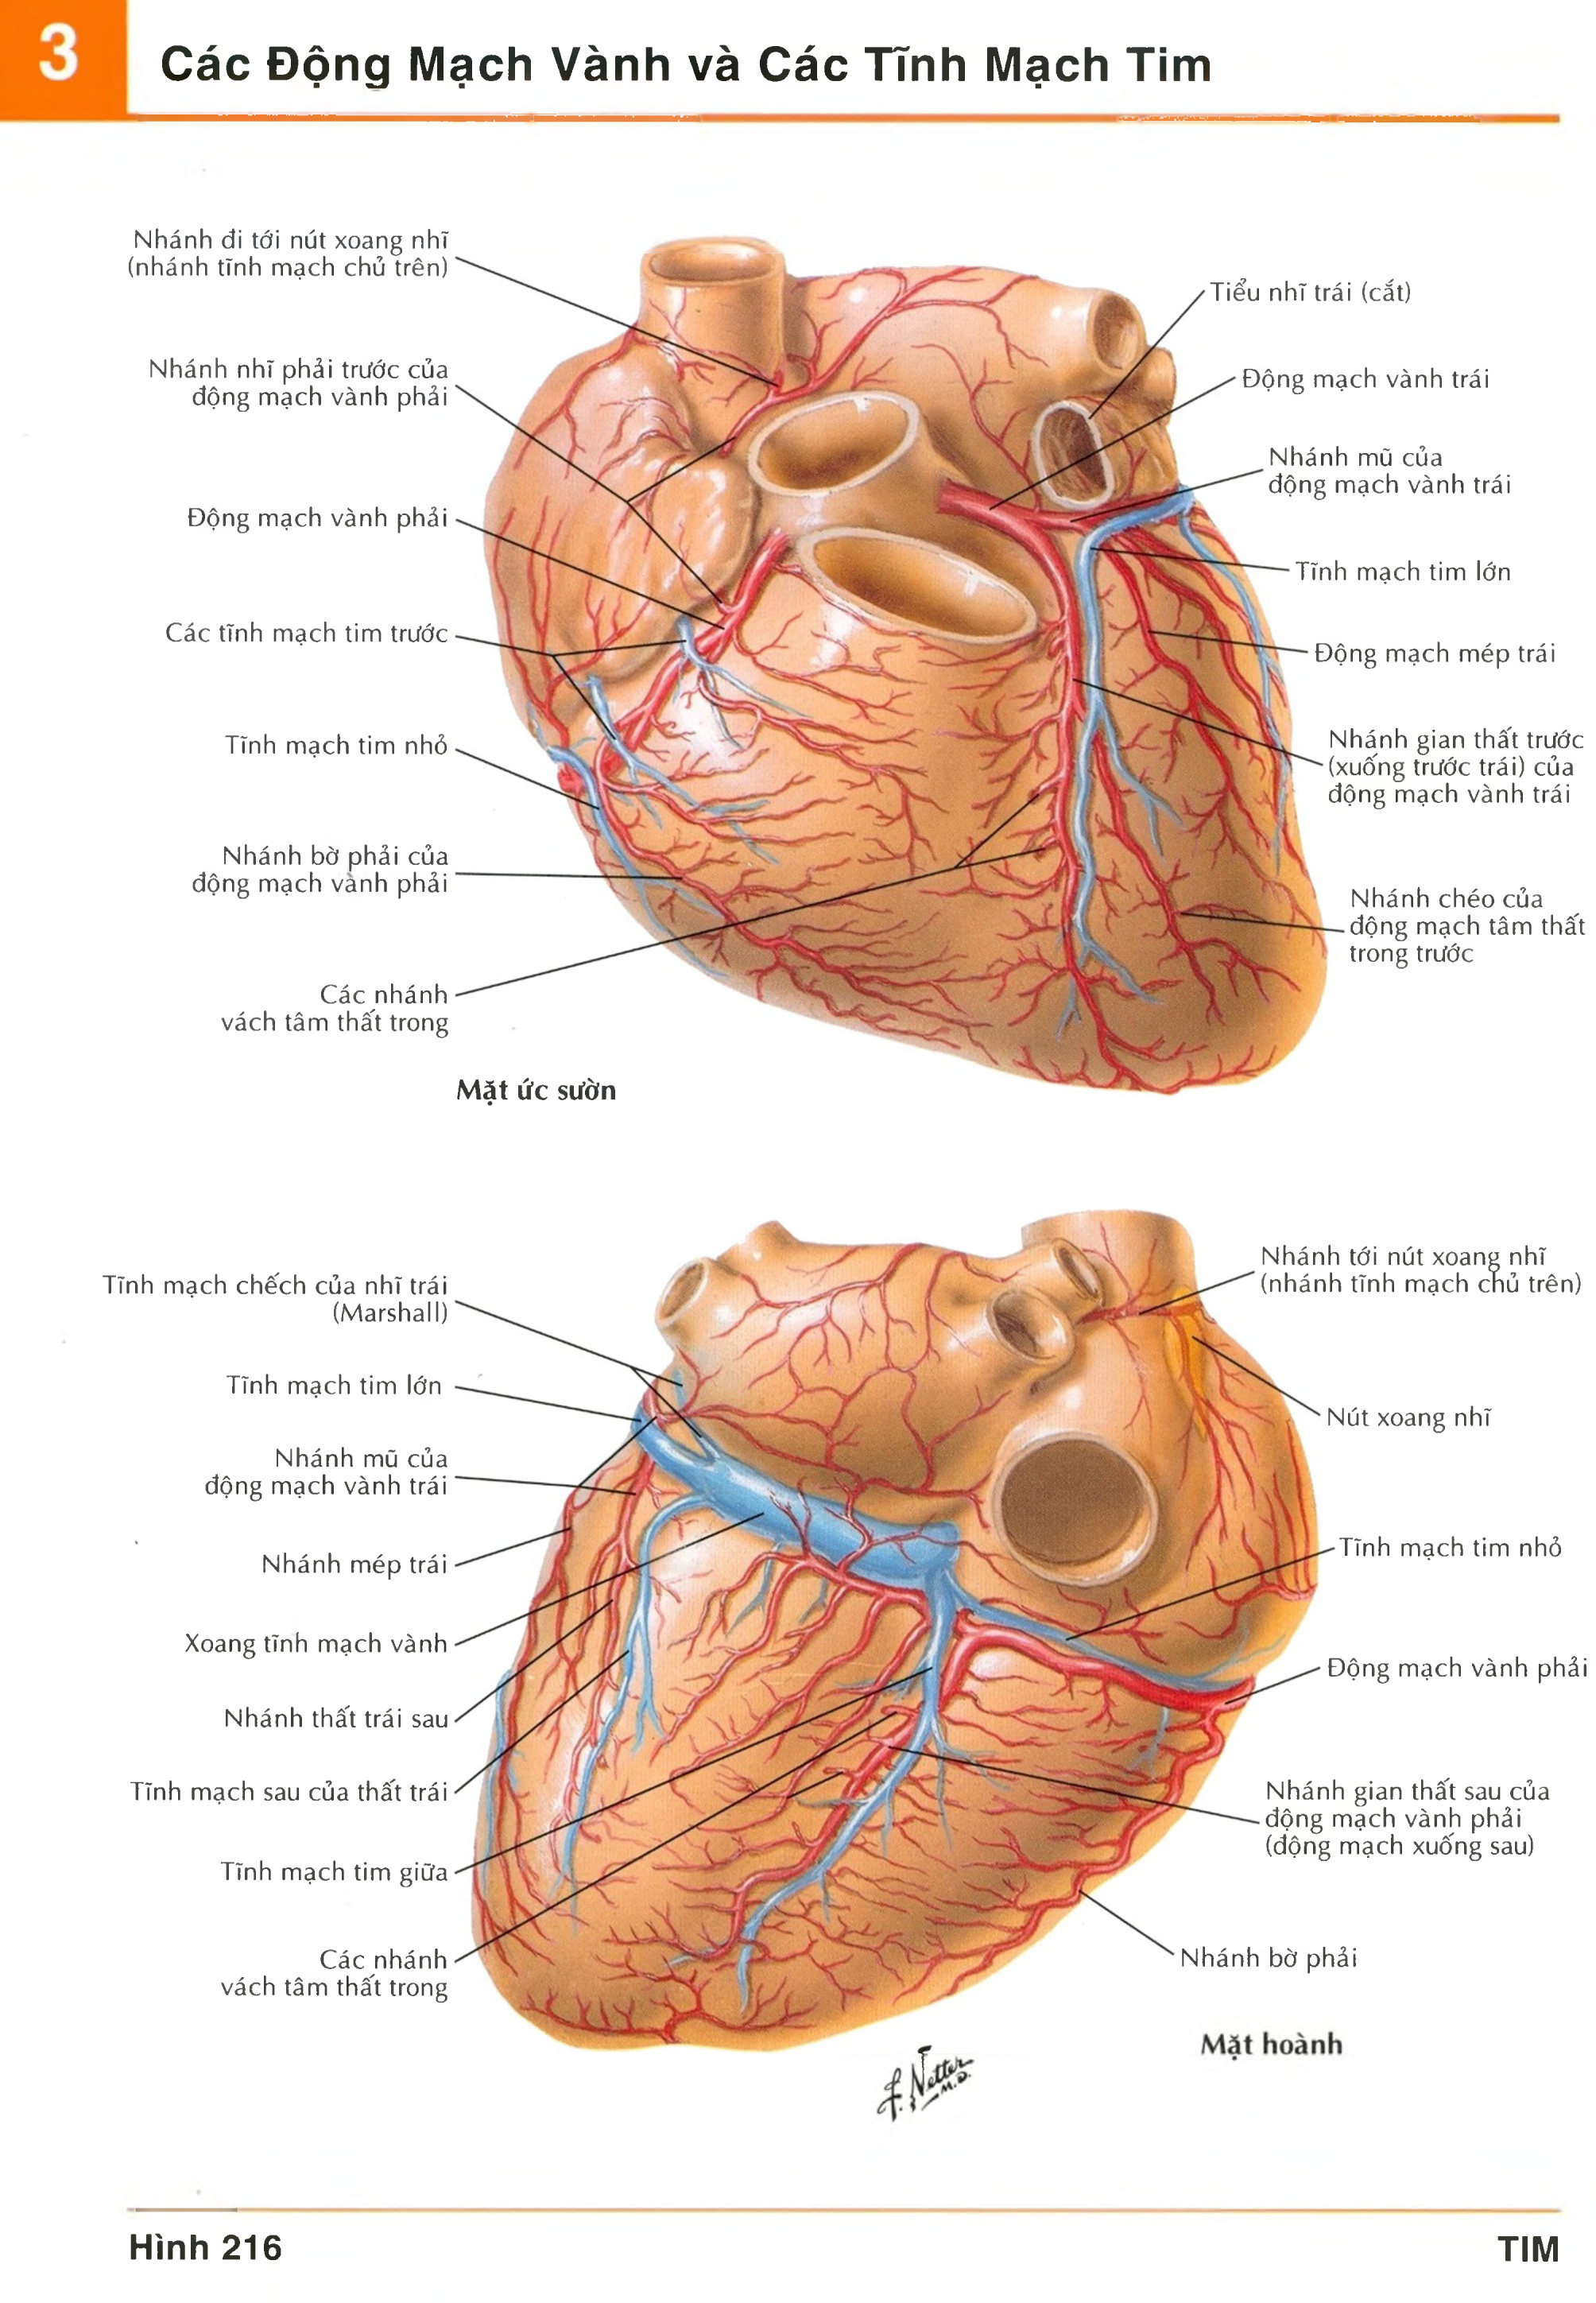 3
Các Động Mạch Vành và Các Tĩnh Mạch Tim
Nhánh đi tới nút xoang nhĩ
(nhánh tĩnh mạch chủ trên)
Nhánh nhĩ phải trước của
động mạch vành phải
Động mạch vành phải
Các tĩnh mạch tim trước
Tĩnh mạch tim nhỏ
Nhánh bờ phải của
động mạch vành phải
Các nhánh
vách tâm thất trong
Tiểu nhĩ trái (cắt)
Động mạch vành trái
Nhánh mũ của
động mạch vành trái
Tĩnh mạch tim lớn
Động mạch mép trái
Nhánh gian thất trước
(xuống trước trái) của
động mạch vành trái
Nhánh chéo của
động mạch tâm thất
trong trước
Mặt ức sườn
Tĩnh mạch chếch của nhĩ trái
(Marshall)
Tĩnh mạch tim lớn
Nhánh mũ của
động mạch vành trái
Nhánh mép trái
Xoang tĩnh mạch vành
Nhánh thất trái sau
Tĩnh mạch sau của thất trái
Tĩnh mạch tim giữa
Các nhánh
vách tâm thất trong
Nhánh tới nút xoang nhĩ
(nhánh tĩnh mạch chủ trên)
Nút xoang nhĩ
Tĩnh mạch tim nhỏ
Động mạch vành phải
Nhánh gian thất sau của
động mạch vành phải
(động mạch xuống sau)
Nhánh bờ phải
Mặt hoành
F. Netter
M.D.
Hình 216
TIM